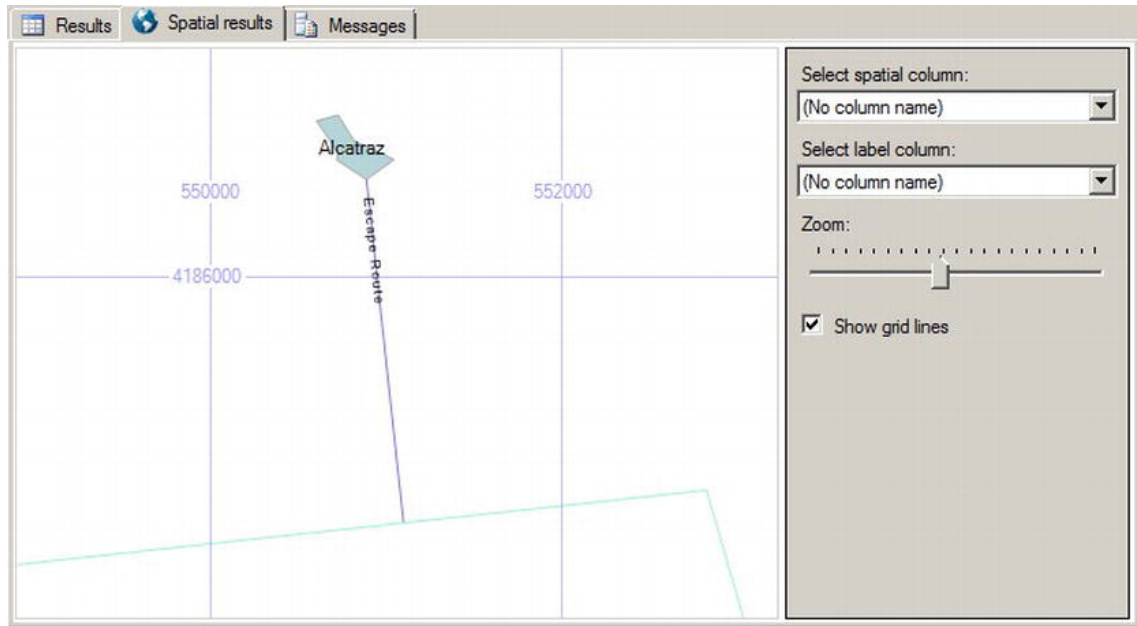 Results
Spatial results
Messages
Alcatraz
550000
552000
Escape Route
4186000
Select spatial column:
(No column name)
Select label column:
(No column name)
Zoom:
Show grid lines